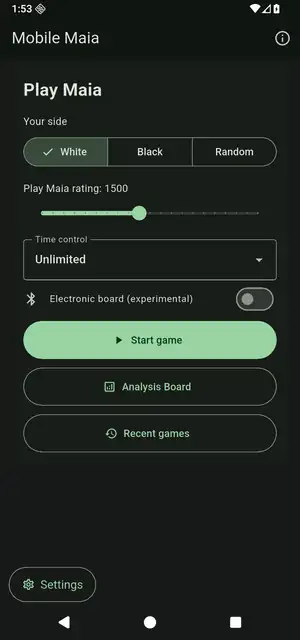 1:53
Mobile Maia
Play Maia
Your side
White Black Random
Play Maia rating: 1500
Time control
Unlimited
Electronic board (experimental)
Start game
Analysis Board
Recent games
Settings